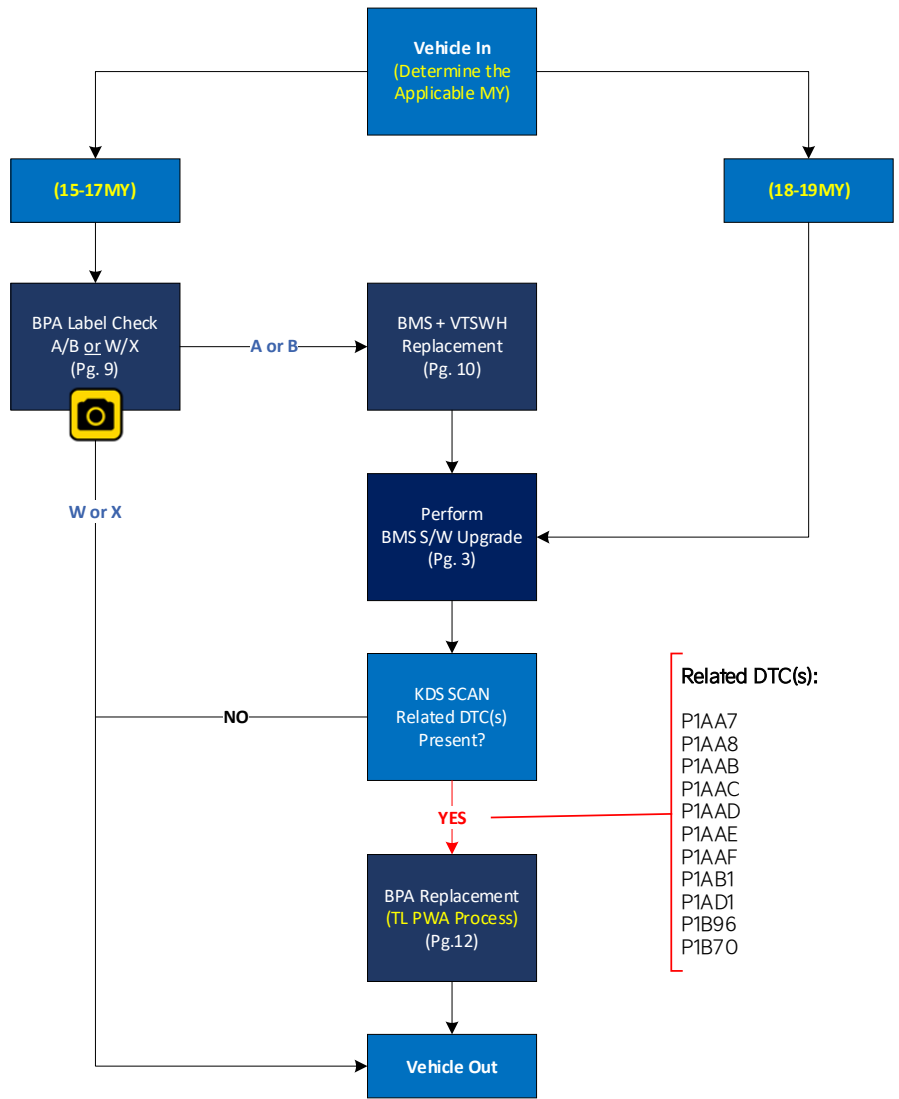 Vehicle In
(Determine the
Applicable MY)
(15-17MY)
(18-19MY)
BPA Label Check
A/B or W/X
(Pg. 9)
A or B
BMS + VTSWH
Replacement
(Pg. 10)
W or X
Perform
BMS S/W Upgrade
(Pg. 3)
KDS SCAN
Related DTC(s)
Present?
NO
YES
Related DTC(s):
P1AA7
P1AA8
P1AAB
P1AAC
P1AAD
P1AAE
P1AAF
P1AB1
P1AD1
P1B96
P1B70
BPA Replacement
(TL PWA Process)
(Pg.12)
Vehicle Out